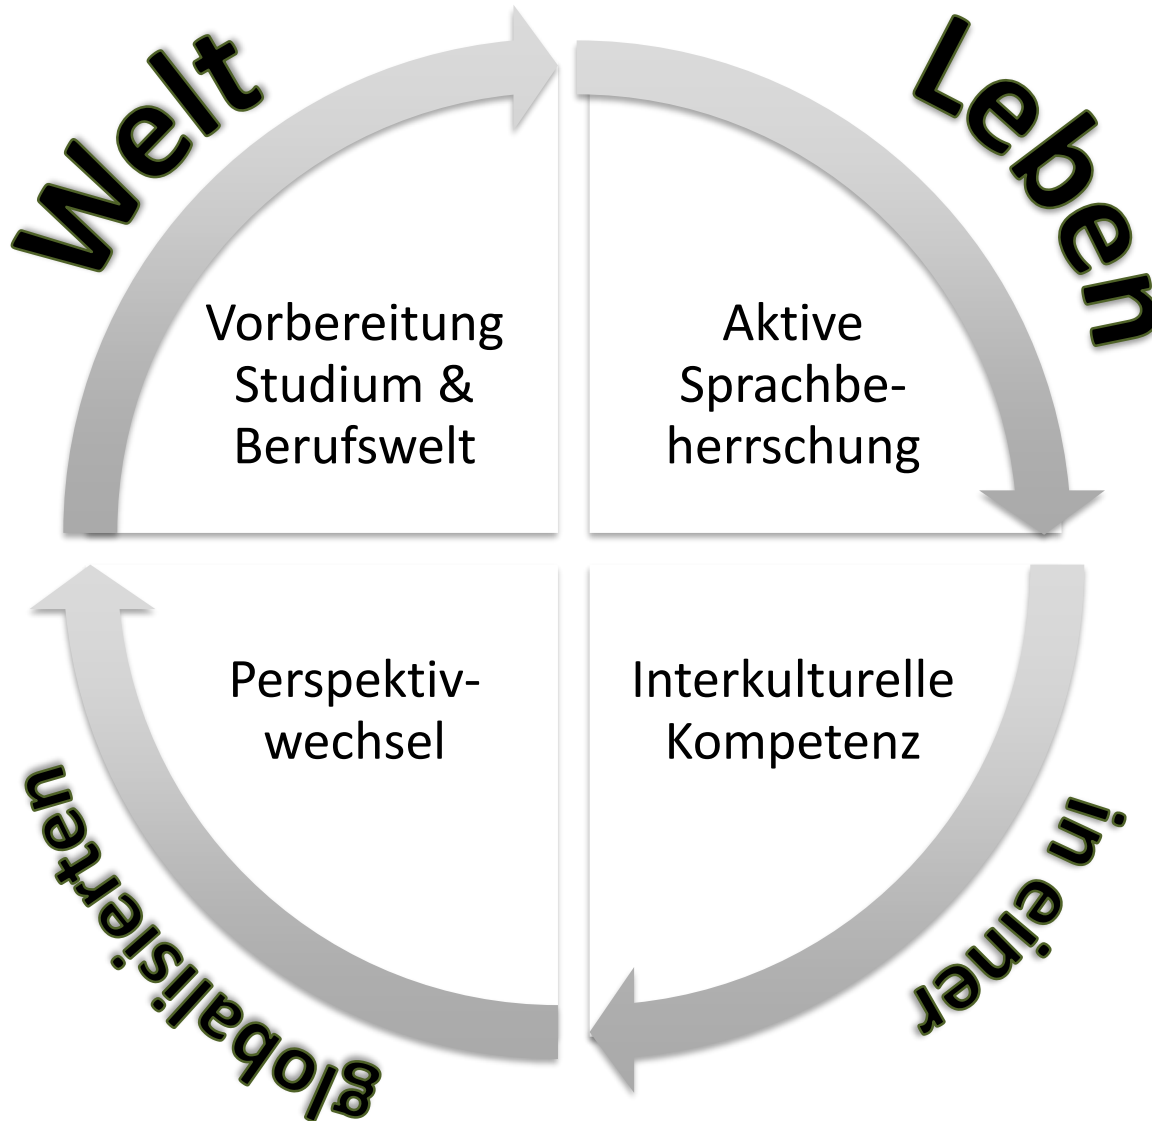 Welt
Leben
Vorbereitung
Studium &
Berufswelt
Aktive
Sprachbe-
herrschung
Perspektiv-
wechsel
Interkulturelle
Kompetenz
in einer
globalisierten